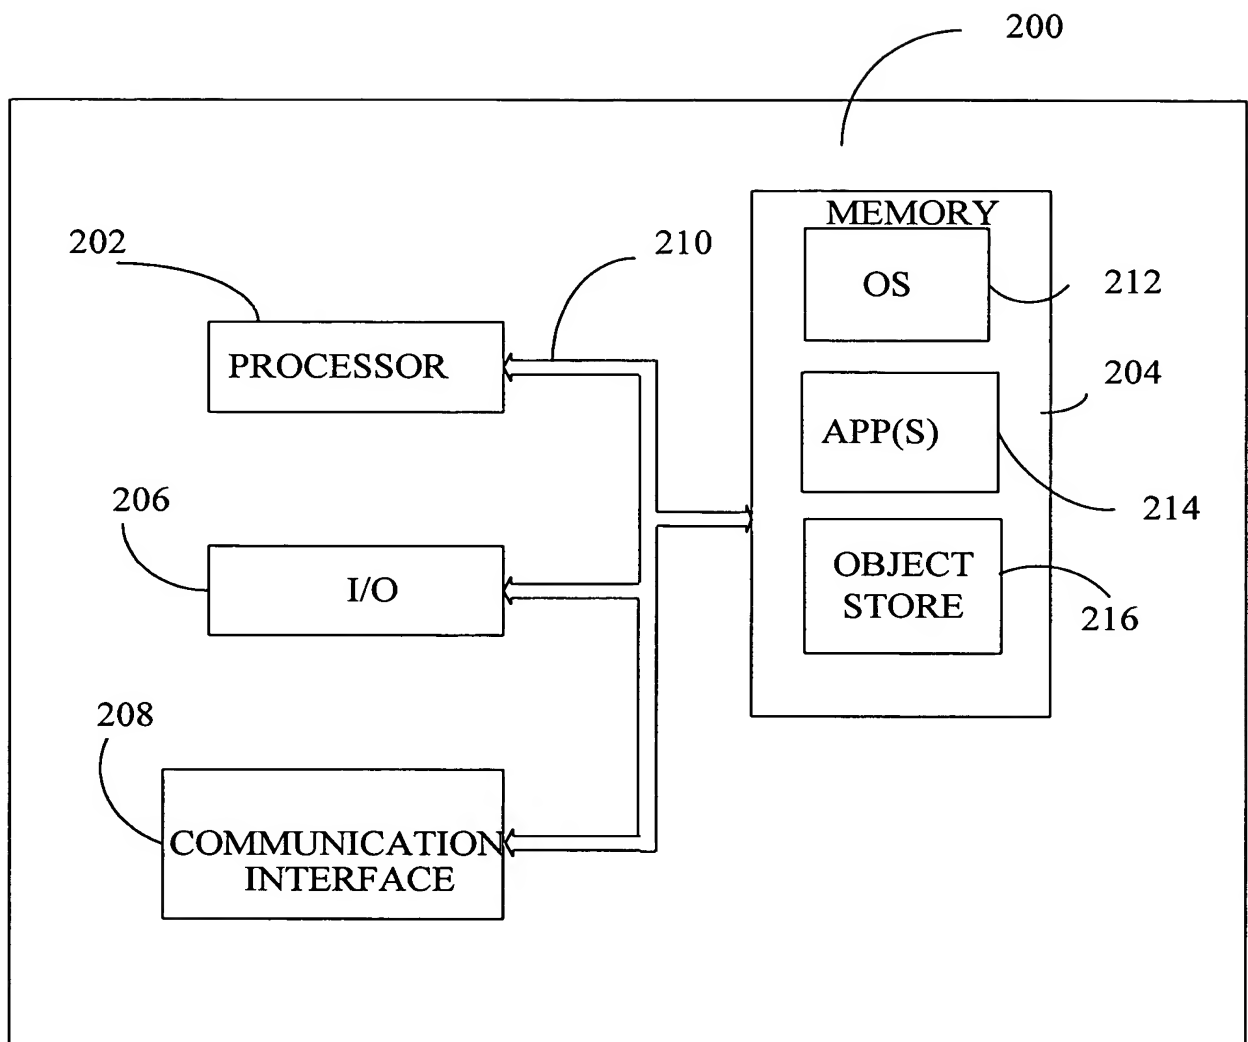 200
MEMORY
202
210
OS
212
PROCESSOR
204
APP(S)
206
214
I/O
OBJECT
STORE
216
208
COMMUNICATION
INTERFACE